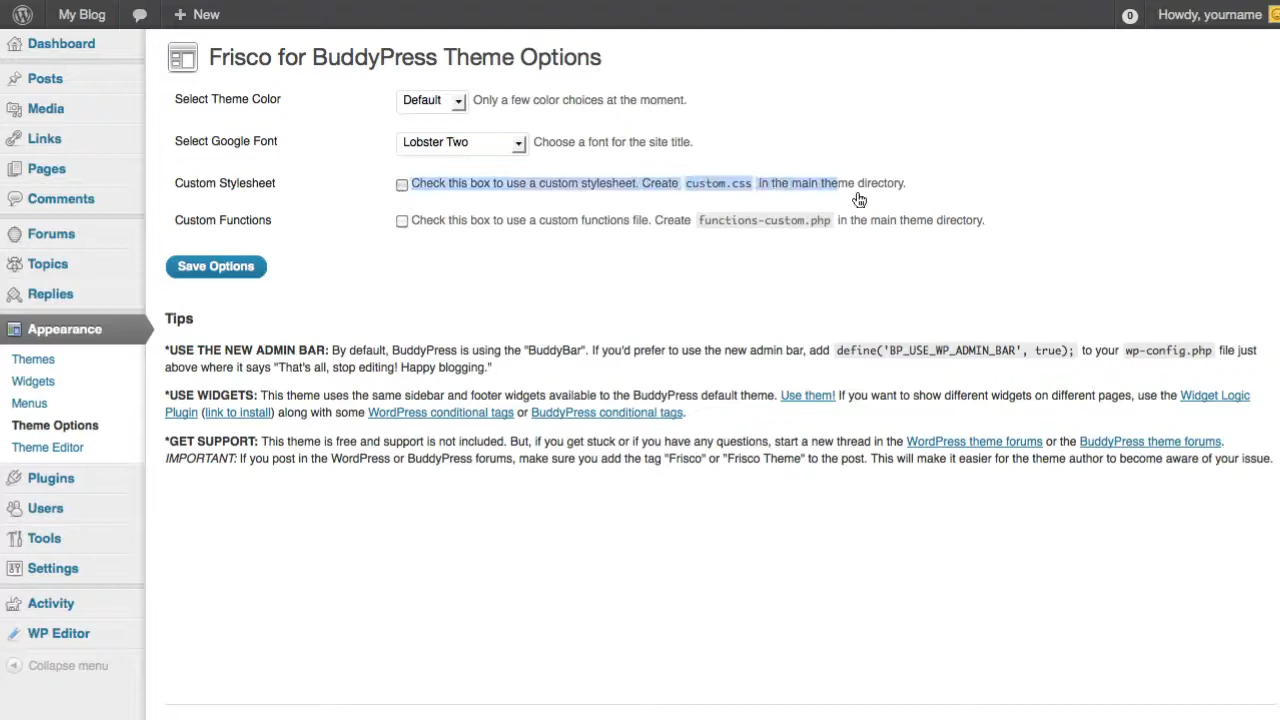 My Blog
+ New
0
Howdy, yourname
Dashboard
Posts
Media
Links
Pages
Comments
Forums
Topics
Replies
Appearance
Themes
Widgets
Menus
Theme Options
Theme Editor
Plugins
Users
Tools
Settings
Activity
WP Editor
Collapse menu
Frisco for BuddyPress Theme Options
Select Theme Color Default Only a few color choices at the moment.
Select Google Font Lobster Two Choose a font for the site title.
Custom Stylesheet Check this box to use a custom stylesheet. Create custom.css in the main theme directory.
Custom Functions Check this box to use a custom functions file. Create functions-custom.php in the main theme directory.
Save Options
Tips
*USE THE NEW ADMIN BAR: By default, BuddyPress is using the "BuddyBar". If you'd prefer to use the new admin bar, add define('BP_USE_WP_ADMIN_BAR', true); to your wp-config.php file just
above where it says "That's all, stop editing! Happy blogging."
*USE WIDGETS: This theme uses the same sidebar and footer widgets available to the BuddyPress default theme. Use them! If you want to show different widgets on different pages, use the Widget Logic
Plugin (link to install) along with some WordPress conditional tags or BuddyPress conditional tags.
*GET SUPPORT: This theme is free and support is not included. But, if you get stuck or if you have any questions, start a new thread in the WordPress theme forums or the BuddyPress theme forums.
IMPORTANT: If you post in the WordPress or BuddyPress forums, make sure you add the tag "Frisco" or "Frisco Theme" to the post. This will make it easier for the theme author to become aware of your issue.